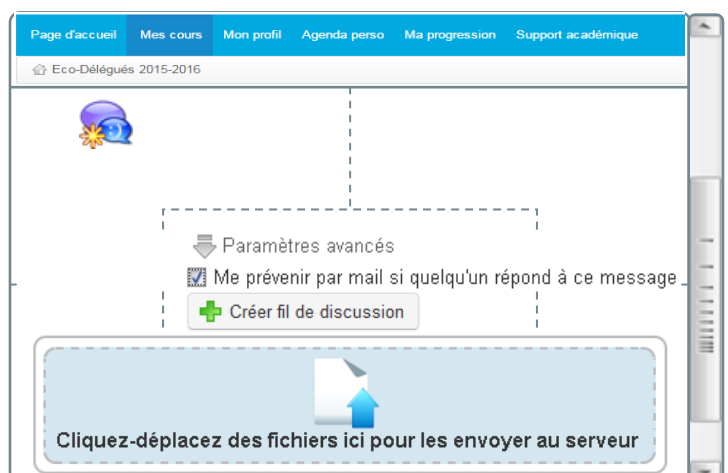 Page d'accueil Mes cours Mon profil Agenda perso Ma progression Support académique
Eco-Délégués 2015-2016
Paramètres avancés
Me prévenir par mail si quelqu'un répond à ce message
Créer fil de discussion
Cliquez-déplacez des fichiers ici pour les envoyer au serveur